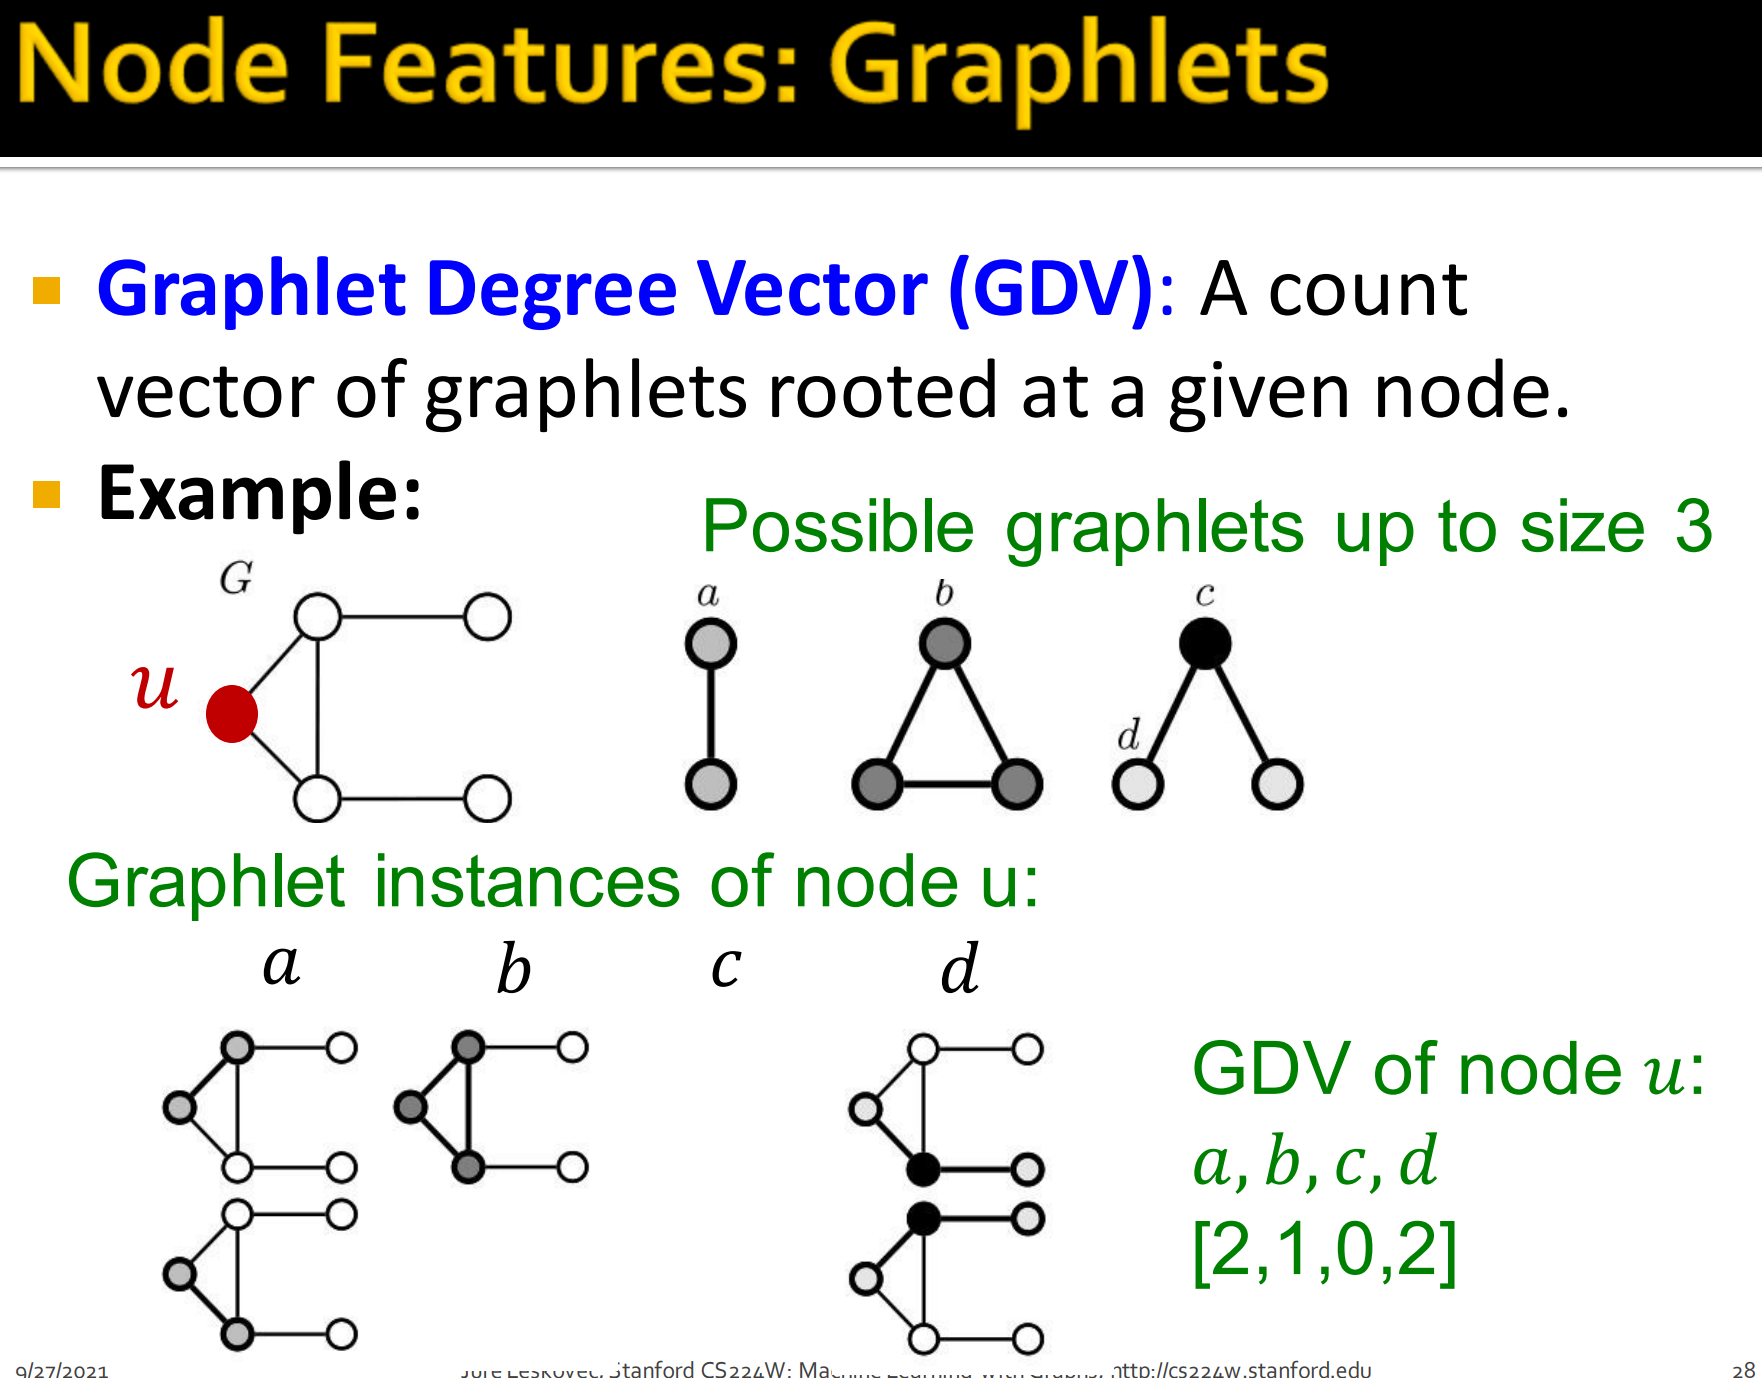 Node Features: Graphlets
Graphlet Degree Vector (GDV): A count
vector of graphlets rooted at a given node.
Example:
Possible graphlets up to size 3
G
u
a
b
c
d
Graphlet instances of node u:
a b c d
GDV of node u:
a, b, c, d
[2,1,0,2]
9/27/2021
Jure Leskovec, Stanford CS224W: Machine Learning with Graphs, http://cs224w.stanford.edu
28